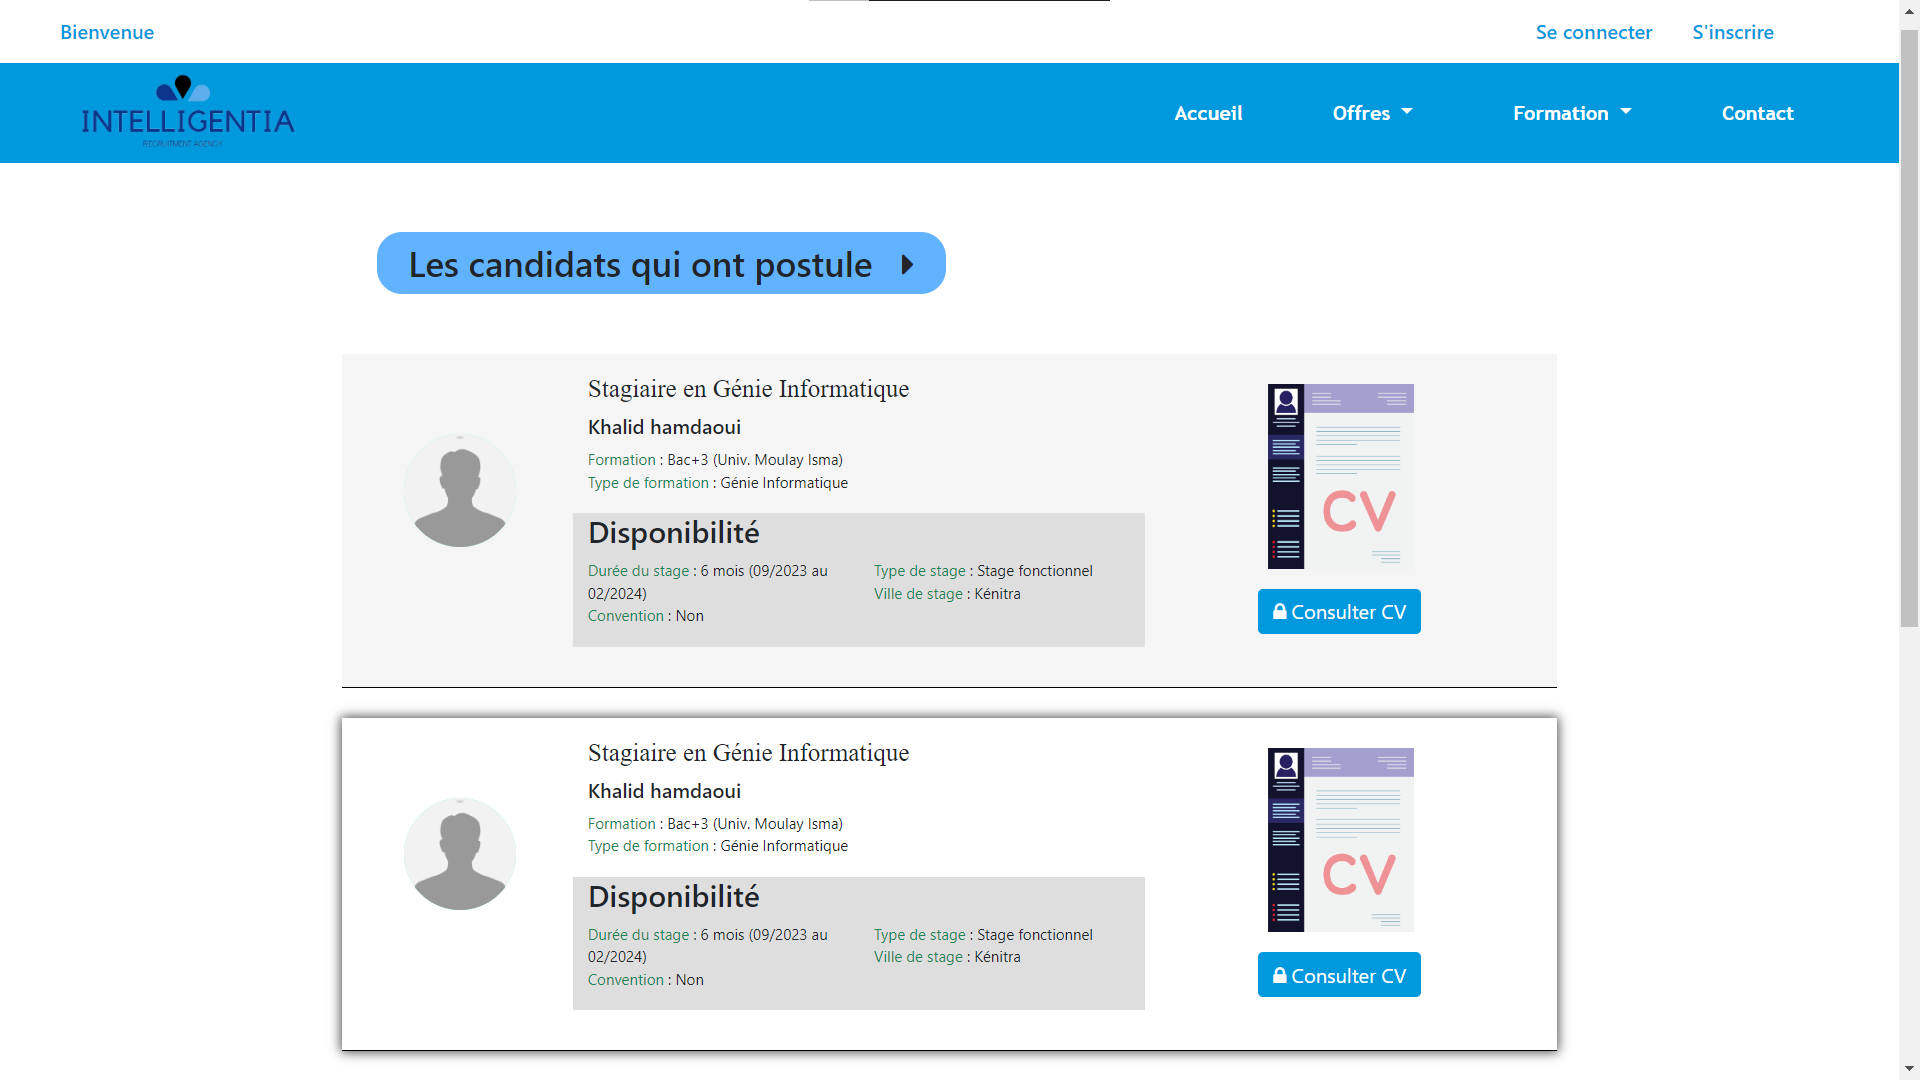 Bienvenue
Se connecter
S'inscrire
INTELLIGENTIA
RECRUITMENT AGENCY
Accueil
Offres
Formation
Contact
Les candidats qui ont postule
Stagiaire en Génie Informatique
Khalid hamdaoui
Formation : Bac+3 (Univ. Moulay Isma)
Type de formation : Génie Informatique
Disponibilité
Durée du stage : 6 mois (09/2023 au
02/2024)
Convention : Non
Type de stage : Stage fonctionnel
Ville de stage : Kénitra
CV
Consulter CV
Stagiaire en Génie Informatique
Khalid hamdaoui
Formation : Bac+3 (Univ. Moulay Isma)
Type de formation : Génie Informatique
Disponibilité
Durée du stage : 6 mois (09/2023 au
02/2024)
Convention : Non
Type de stage : Stage fonctionnel
Ville de stage : Kénitra
CV
Consulter CV